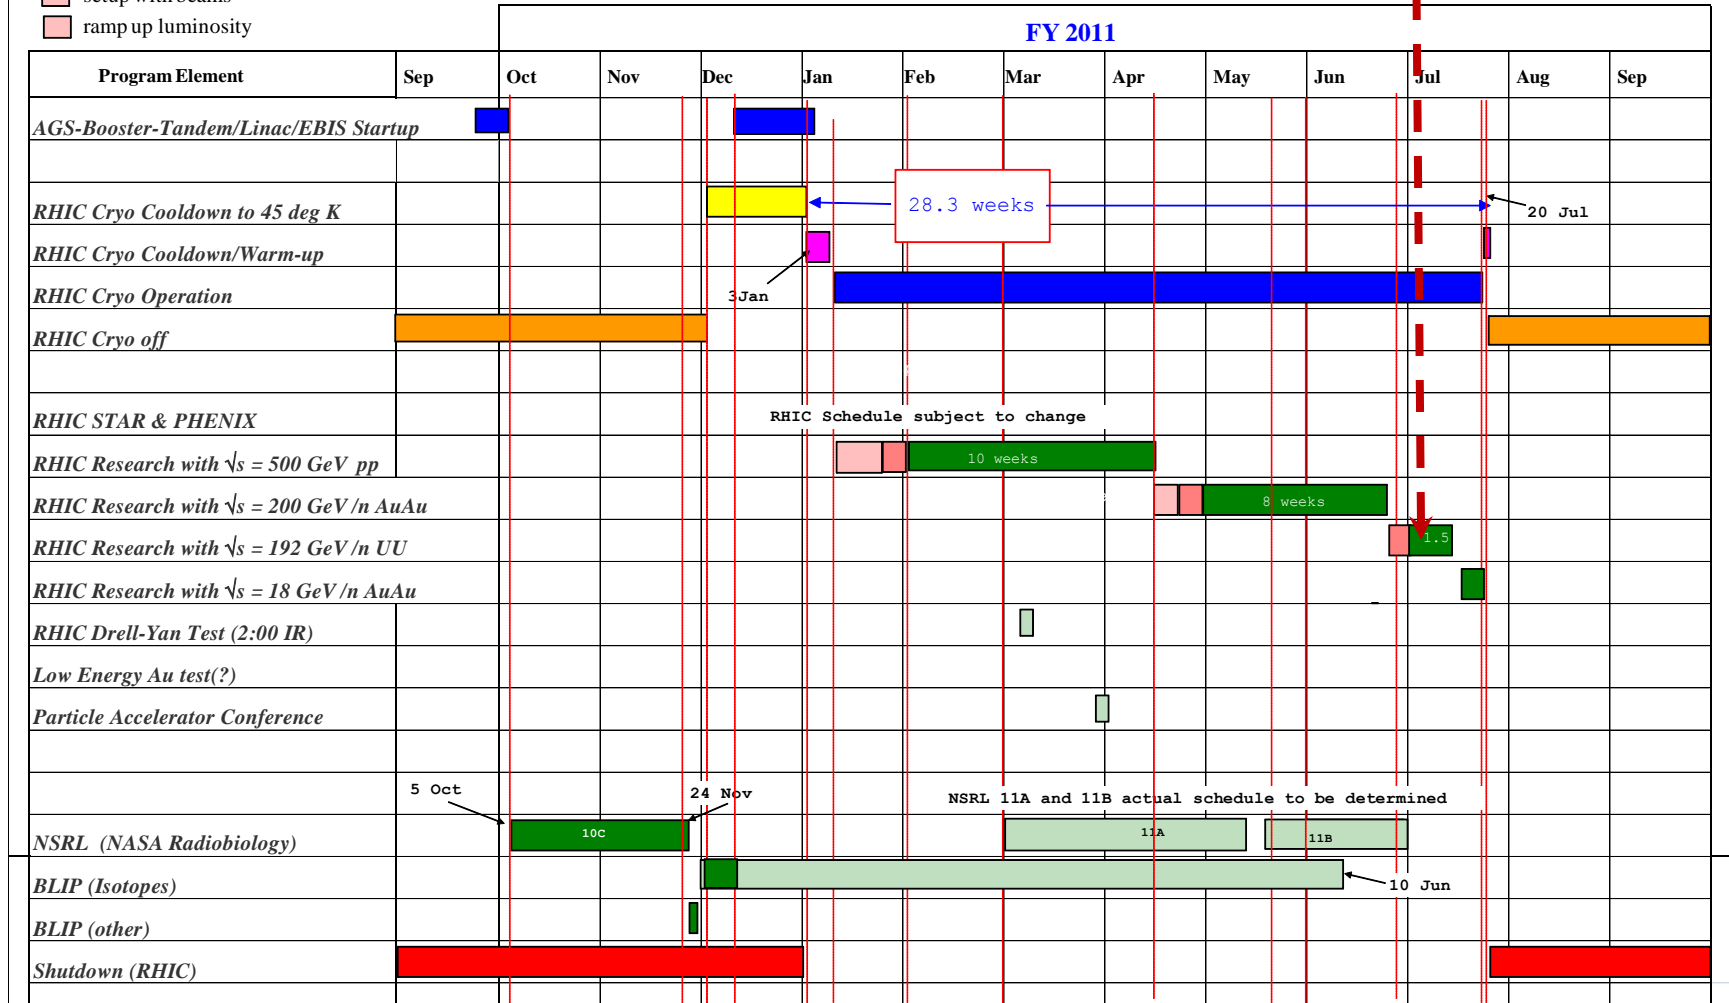 setup with beams
ramp up luminosity
FY 2011
Program Element Sep Oct Nov Dec Jan Feb Mar Apr May Jun Jul Aug Sep
AGS-Booster-Tandem/Linac/EBIS Startup
RHIC Cryo Cooldown to 45 deg K
28.3 weeks
20 Jul
RHIC Cryo Cooldown/Warm-up
3Jan
RHIC Cryo Operation
RHIC Cryo off
RHIC STAR & PHENIX
RHIC Schedule subject to change
RHIC Research with √s = 500 GeV pp
10 weeks
RHIC Research with √s = 200 GeV/n AuAu
8 weeks
RHIC Research with √s = 192 GeV/n UU
1.5
RHIC Research with √s = 18 GeV/n AuAu
RHIC Drell-Yan Test (2:00 IR)
Low Energy Au test(?)
Particle Accelerator Conference
5 Oct
24 Nov
NSRL 11A and 11B actual schedule to be determined
NSRL (NASA Radiobiology)
10C
11A
11B
BLIP (Isotopes)
10 Jun
BLIP (other)
Shutdown (RHIC)